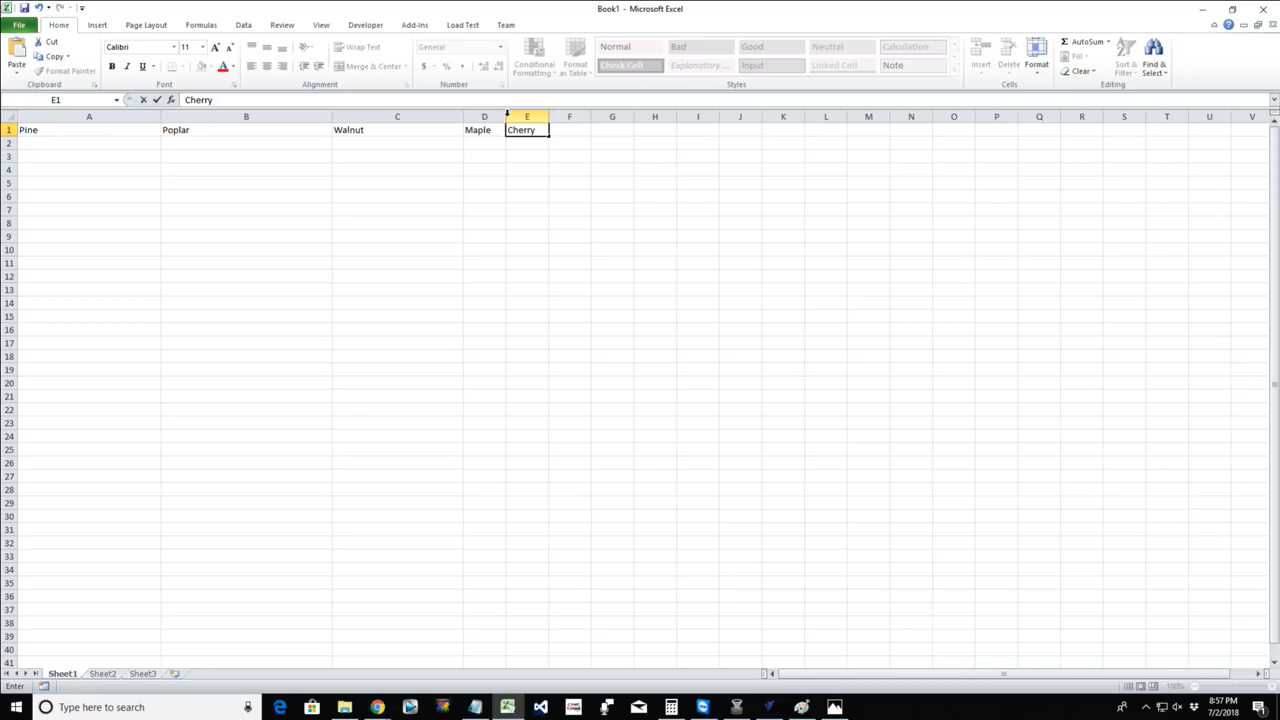 Book1 - Microsoft Excel
File Home Insert Page Layout Formulas Data Review View Developer Add-Ins Load Test Team
Paste
Cut
Copy
Format Painter
Clipboard
Calibri 11
B I U
A A
Font
Wrap Text
Merge & Center
Alignment
General
$ % ,
Number
Conditional Formatting
Format as Table
Normal Bad Good Neutral Calculation
Check Cell Explanatory ... Input Linked Cell Note
Styles
Insert Delete Format
Cells
Σ AutoSum
Fill
Clear
Sort & Filter
Find & Select
Editing
E1 fx Cherry
A B C D E F G H I J K L M N O P Q R S T U V
1 Pine Poplar Walnut Maple Cherry
2
3
4
5
6
7
8
9
10
11
12
13
14
15
16
17
18
19
20
21
22
23
24
25
26
27
28
29
30
31
32
33
34
35
36
37
38
39
40
41
Sheet1 Sheet2 Sheet3
Enter 100%
Type here to search
8:57 PM
7/2/2018